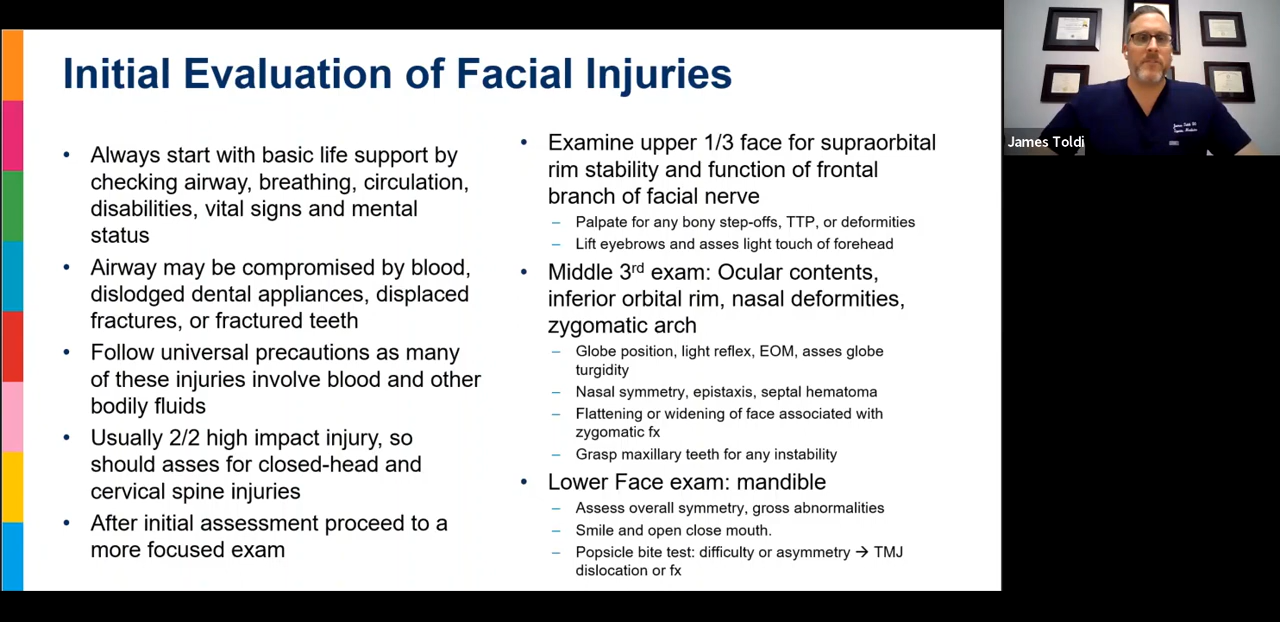 Initial Evaluation of Facial Injuries
• Always start with basic life support by
checking airway, breathing, circulation,
disabilities, vital signs and mental
status
• Airway may be compromised by blood,
dislodged dental appliances, displaced
fractures, or fractured teeth
• Follow universal precautions as many
of these injuries involve blood and other
bodily fluids
• Usually 2/2 high impact injury, so
should asses for closed-head and
cervical spine injuries
• After initial assessment proceed to a
more focused exam
• Examine upper 1/3 face for supraorbital
rim stability and function of frontal
branch of facial nerve
– Palpate for any bony step-offs, TTP, or deformities
– Lift eyebrows and asses light touch of forehead
• Middle 3rd exam: Ocular contents,
inferior orbital rim, nasal deformities,
zygomatic arch
– Globe position, light reflex, EOM, asses globe
turgidity
– Nasal symmetry, epistaxis, septal hematoma
– Flattening or widening of face associated with
zygomatic fx
– Grasp maxillary teeth for any instability
• Lower Face exam: mandible
– Assess overall symmetry, gross abnormalities
– Smile and open close mouth.
– Popsicle bite test: difficulty or asymmetry → TMJ
dislocation or fx
James Toldi